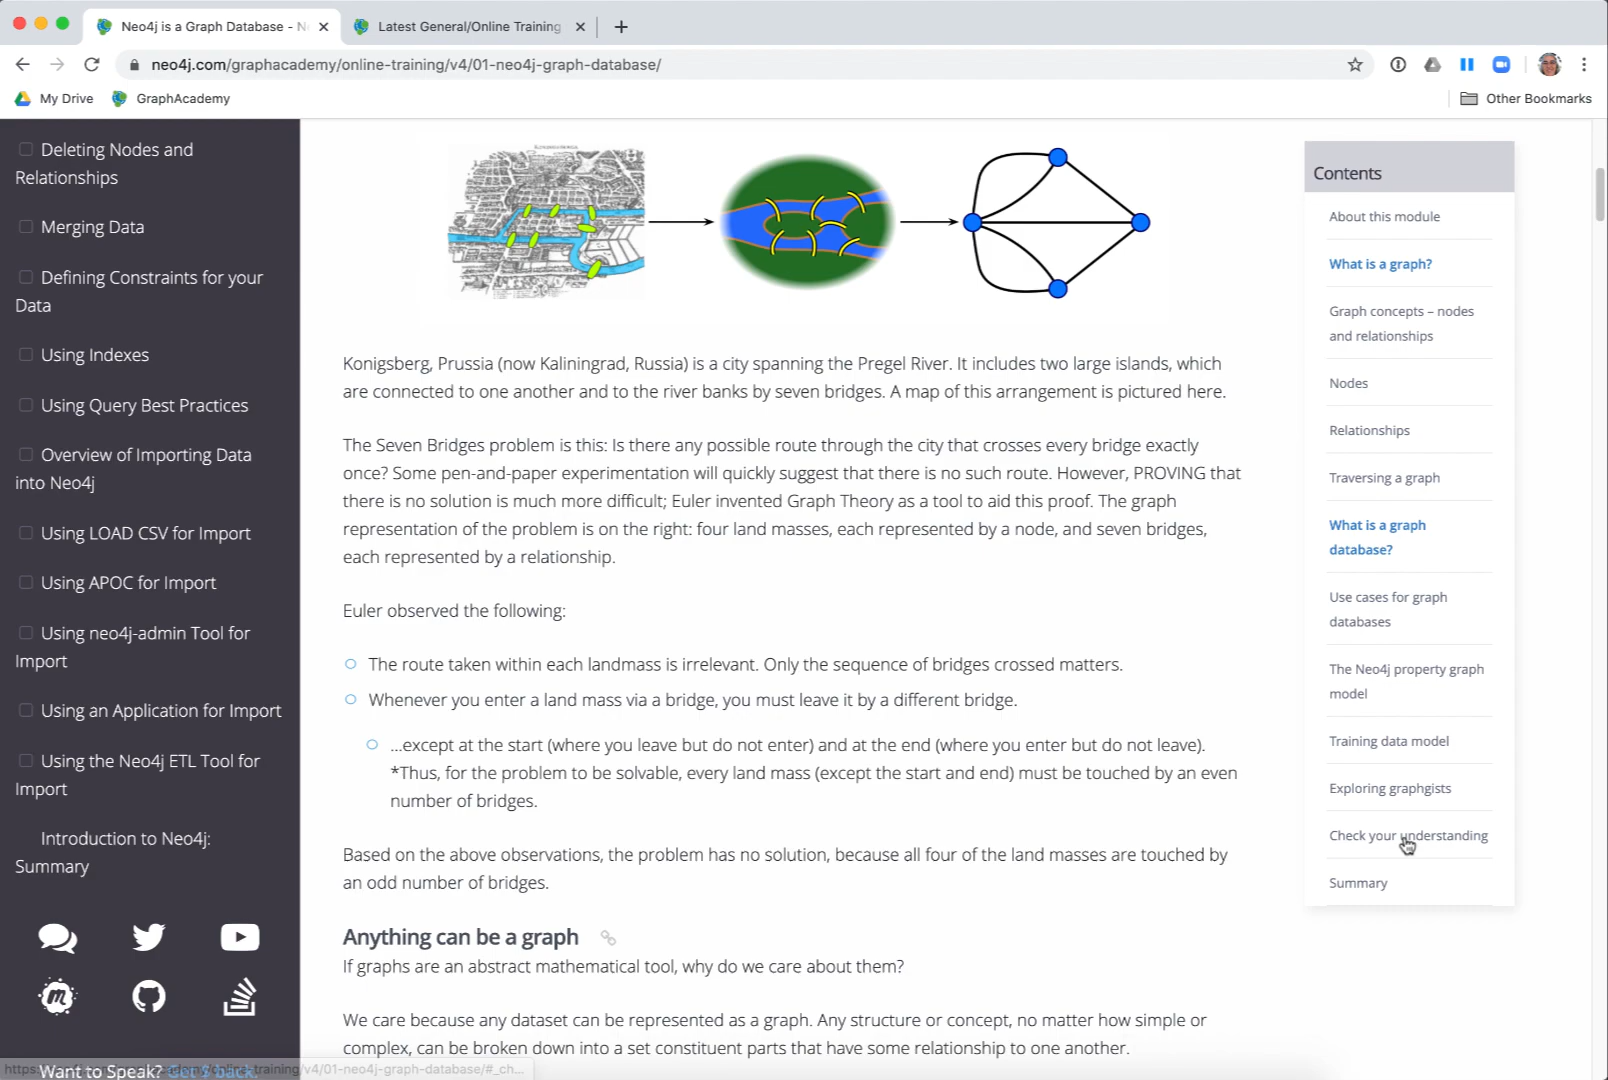 Neo4j is a Graph Database - N
Latest General/Online Training
neo4j.com/graphacademy/online-training/v4/01-neo4j-graph-database/
My Drive
GraphAcademy
Other Bookmarks
Deleting Nodes and
Relationships
Merging Data
Defining Constraints for your
Data
Using Indexes
Using Query Best Practices
Overview of Importing Data
into Neo4j
Using LOAD CSV for Import
Using APOC for Import
Using neo4j-admin Tool for
Import
Using an Application for Import
Using the Neo4j ETL Tool for
Import
Introduction to Neo4j:
Summary
Want to Speak? Get $ back.
Konigsberg, Prussia (now Kaliningrad, Russia) is a city spanning the Pregel River. It includes two large islands, which
are connected to one another and to the river banks by seven bridges. A map of this arrangement is pictured here.
The Seven Bridges problem is this: Is there any possible route through the city that crosses every bridge exactly
once? Some pen-and-paper experimentation will quickly suggest that there is no such route. However, PROVING that
there is no solution is much more difficult; Euler invented Graph Theory as a tool to aid this proof. The graph
representation of the problem is on the right: four land masses, each represented by a node, and seven bridges,
each represented by a relationship.
Euler observed the following:
The route taken within each landmass is irrelevant. Only the sequence of bridges crossed matters.
Whenever you enter a land mass via a bridge, you must leave it by a different bridge.
...except at the start (where you leave but do not enter) and at the end (where you enter but do not leave).
*Thus, for the problem to be solvable, every land mass (except the start and end) must be touched by an even
number of bridges.
Based on the above observations, the problem has no solution, because all four of the land masses are touched by
an odd number of bridges.
Anything can be a graph
If graphs are an abstract mathematical tool, why do we care about them?
We care because any dataset can be represented as a graph. Any structure or concept, no matter how simple or
complex, can be broken down into a set constituent parts that have some relationship to one another.
Contents
About this module
What is a graph?
Graph concepts – nodes
and relationships
Nodes
Relationships
Traversing a graph
What is a graph
database?
Use cases for graph
databases
The Neo4j property graph
model
Training data model
Exploring graphgists
Check your understanding
Summary